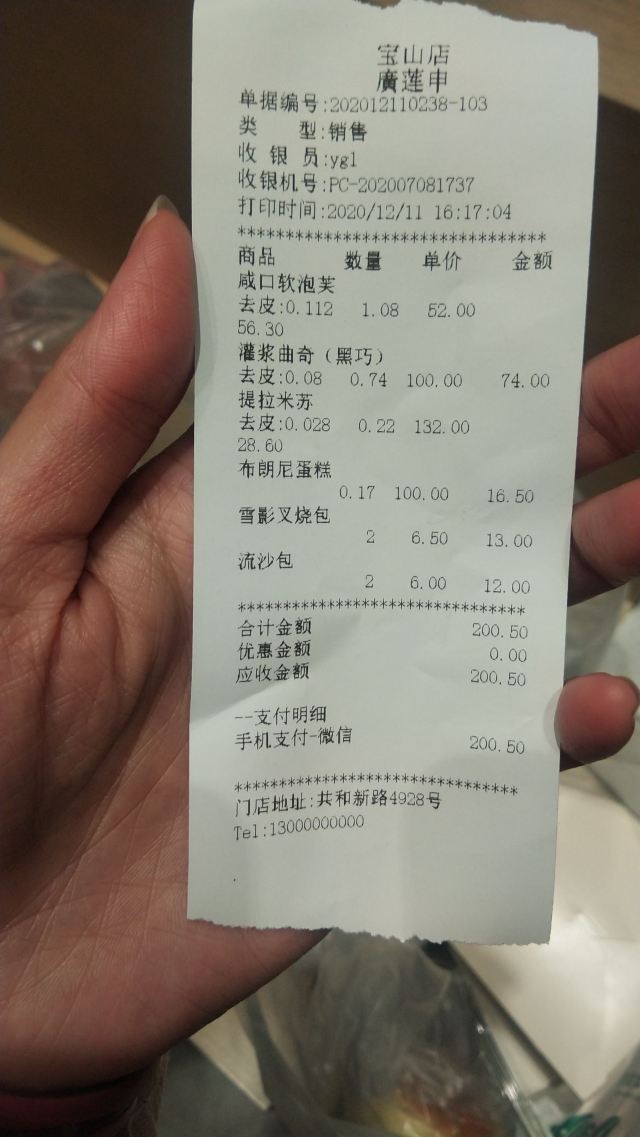 宝山店
廣莲申
单据编号:202012110238-103
类 型:销售
收 银 员:yg1
收银机号:PC-202007081737
打印时间:2020/12/11 16:17:04
*********************************
商品 数量 单价 金额
咸口软泡芙
去皮:0.112 1.08 52.00
56.30
灌浆曲奇（黑巧）
去皮:0.08 0.74 100.00 74.00
提拉米苏
去皮:0.028 0.22 132.00
28.60
布朗尼蛋糕
0.17 100.00 16.50
雪影叉烧包
2 6.50 13.00
流沙包
2 6.00 12.00
*********************************
合计金额 200.50
优惠金额 0.00
应收金额 200.50
--支付明细
手机支付-微信 200.50
*********************************
门店地址:共和新路4928号
Tel:13000000000
.